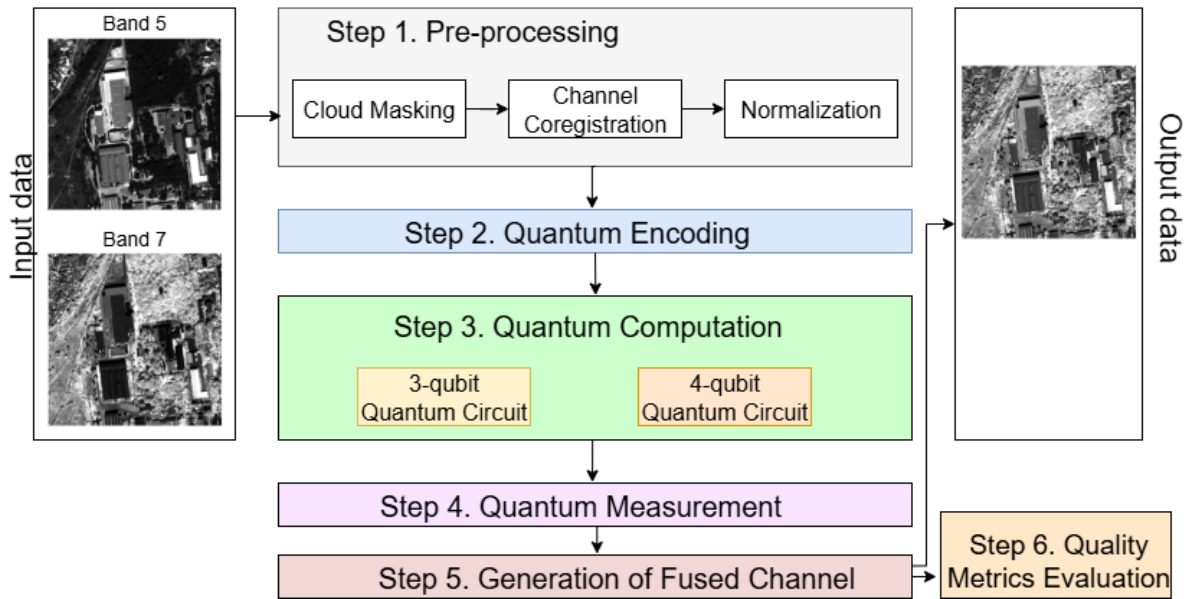 Input data
Band 5
Band 7
Step 1. Pre-processing
Cloud Masking
Channel
Coregistration
Normalization
Step 2. Quantum Encoding
Step 3. Quantum Computation
3-qubit
Quantum Circuit
4-qubit
Quantum Circuit
Step 4. Quantum Measurement
Step 5. Generation of Fused Channel
Output data
Step 6. Quality
Metrics Evaluation